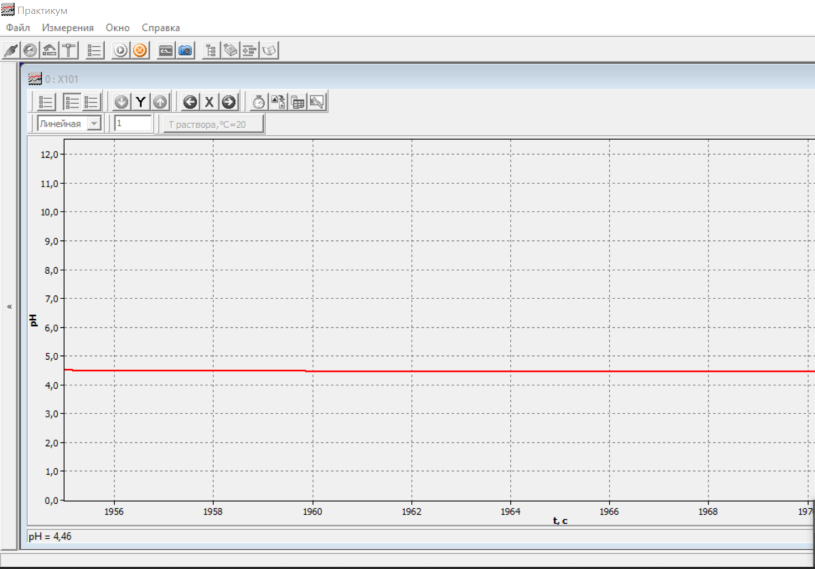 Практикум
Файл Измерения Окно Справка
0 : X101
Y X
Линейная 1 Т раствора,°C=20
12,0
11,0
10,0
9,0
8,0
7,0
6,0
5,0
4,0
3,0
2,0
1,0
0,0
pH
1956 1958 1960 1962 1964 1966 1968 197
t, c
pH = 4,46